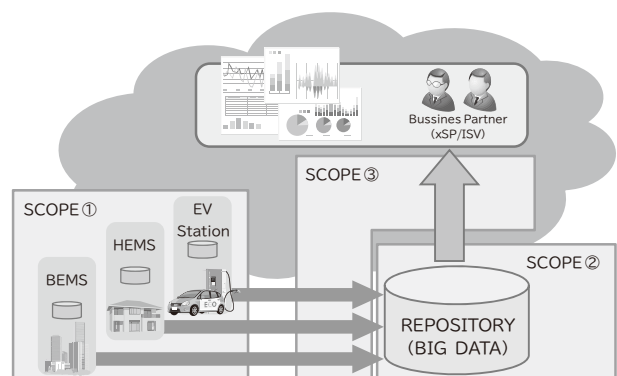 Bussines Partner
(xSP/ISV)
SCOPE③
SCOPE①
EV
Station
HEMS
BEMS
SCOPE②
REPOSITORY
(BIG DATA)